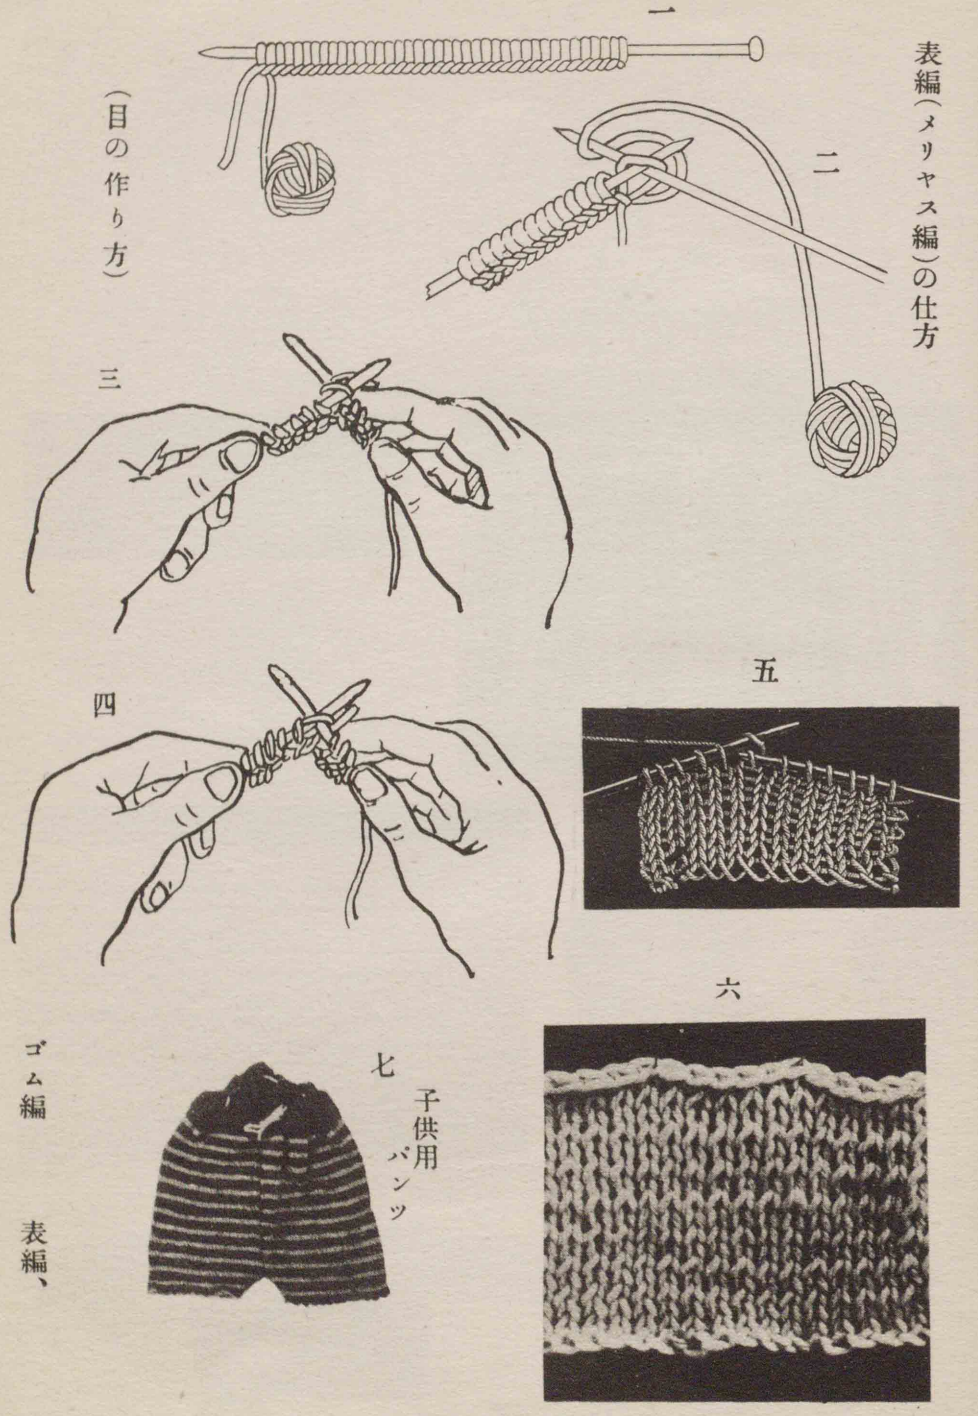 表編(メリヤス編)の仕方
一
(目の作り方)
二
三
四
五
六
七
子供用
パンツ
ゴム編
表編、